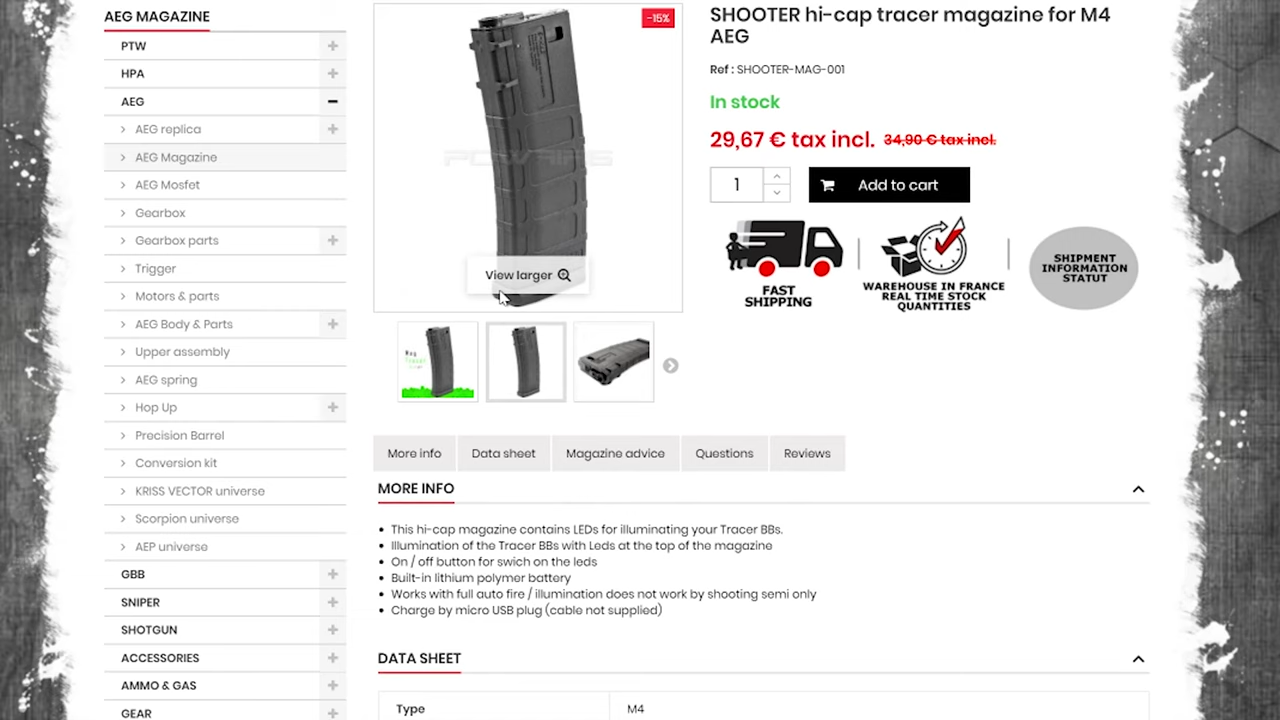 AEG MAGAZINE
PTW
HPA
AEG
AEG replica
AEG Magazine
AEG Mosfet
Gearbox
Gearbox parts
Trigger
Motors & parts
AEG Body & Parts
Upper assembly
AEG spring
Hop Up
Precision Barrel
Conversion kit
KRISS VECTOR universe
Scorpion universe
AEP universe
GBB
SNIPER
SHOTGUN
ACCESSORIES
AMMO & GAS
GEAR
-15%
View larger
SHOOTER hi-cap tracer magazine for M4
AEG
Ref : SHOOTER-MAG-001
In stock
29,67 € tax incl. 34,90 € tax incl.
1
Add to cart
FAST
SHIPPING
WAREHOUSE IN FRANCE
REAL TIME STOCK
QUANTITIES
SHIPMENT
INFORMATION
STATUT
More info
Data sheet
Magazine advice
Questions
Reviews
MORE INFO
This hi-cap magazine contains LEDs for illuminating your Tracer BBs.
Illumination of the Tracer BBs with Leds at the top of the magazine
On / off button for swich on the leds
Built-in lithium polymer battery
Works with full auto fire / illumination does not work by shooting semi only
Charge by micro USB plug (cable not supplied)
DATA SHEET
Type
M4